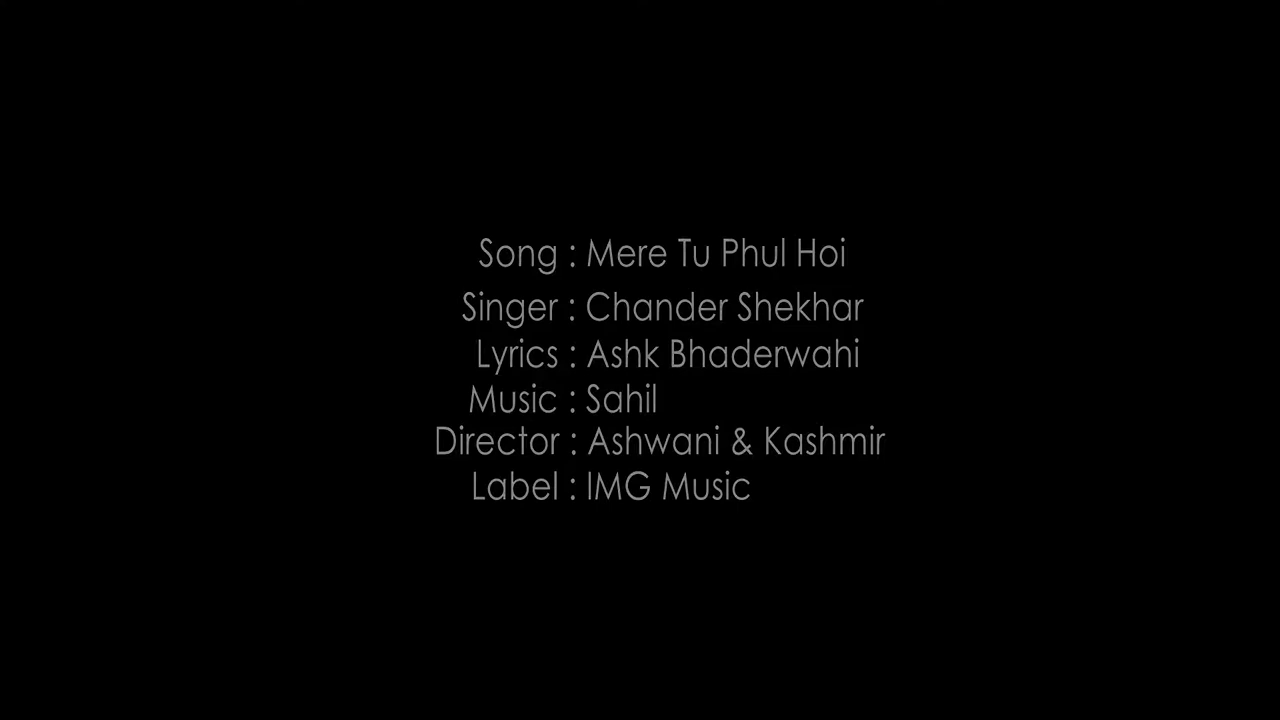 Song : Mere Tu Phul Hoi
Singer : Chander Shekhar
Lyrics : Ashk Bhaderwahi
Music : Sahil
Director : Ashwani & Kashmir
Label : IMG Music